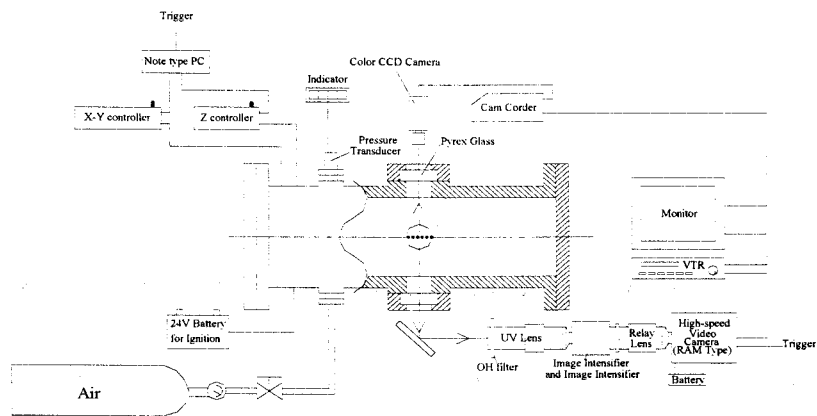 Trigger
Note type PC
Color CCD Camera
Indicator
X-Y controller
Z controller
Cam Corder
Pressure
Transducer
Pyrex Glass
Monitor
VTR
24V Battery
for Ignition
UV Lens
Relay
Lens
High-speed
Video
Camera
(RAM Type)
Trigger
OH filter
Image Intensifier
and Image Intensifier
Battery
Air